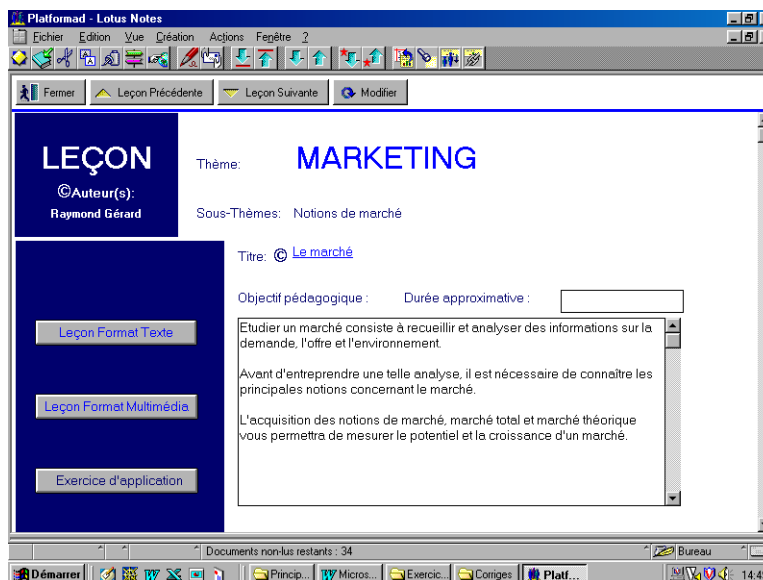 Platformad - Lotus Notes
Fichier Edition Vue Création Actions Fenêtre ?
Fermer Leçon Précédente Leçon Suivante Modifier
LEÇON
©Auteur(s):
Raymond Gérard
Thème: MARKETING
Sous-Thèmes: Notions de marché
Titre: © Le marché
Objectif pédagogique : Durée approximative :
Leçon Format Texte
Leçon Format Multimédia
Exercice d'application
Etudier un marché consiste à recueillir et analyser des informations sur la
demande, l'offre et l'environnement.
Avant d'entreprendre une telle analyse, il est nécessaire de connaître les
principales notions concernant le marché.
L'acquisition des notions de marché, marché total et marché théorique
vous permettra de mesurer le potentiel et la croissance d'un marché.
Documents non-lus restants : 34 Bureau
Démarrer Princip... Micros... Exercic... Corriges Platf...